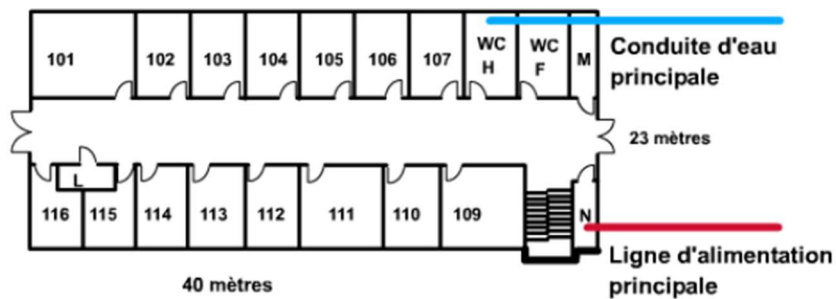 101
102
103
104
105
106
107
WC
H
WC
F
M
Conduite d'eau
principale
23 mètres
L
116
115
114
113
112
111
110
109
N
Ligne d'alimentation
principale
40 mètres